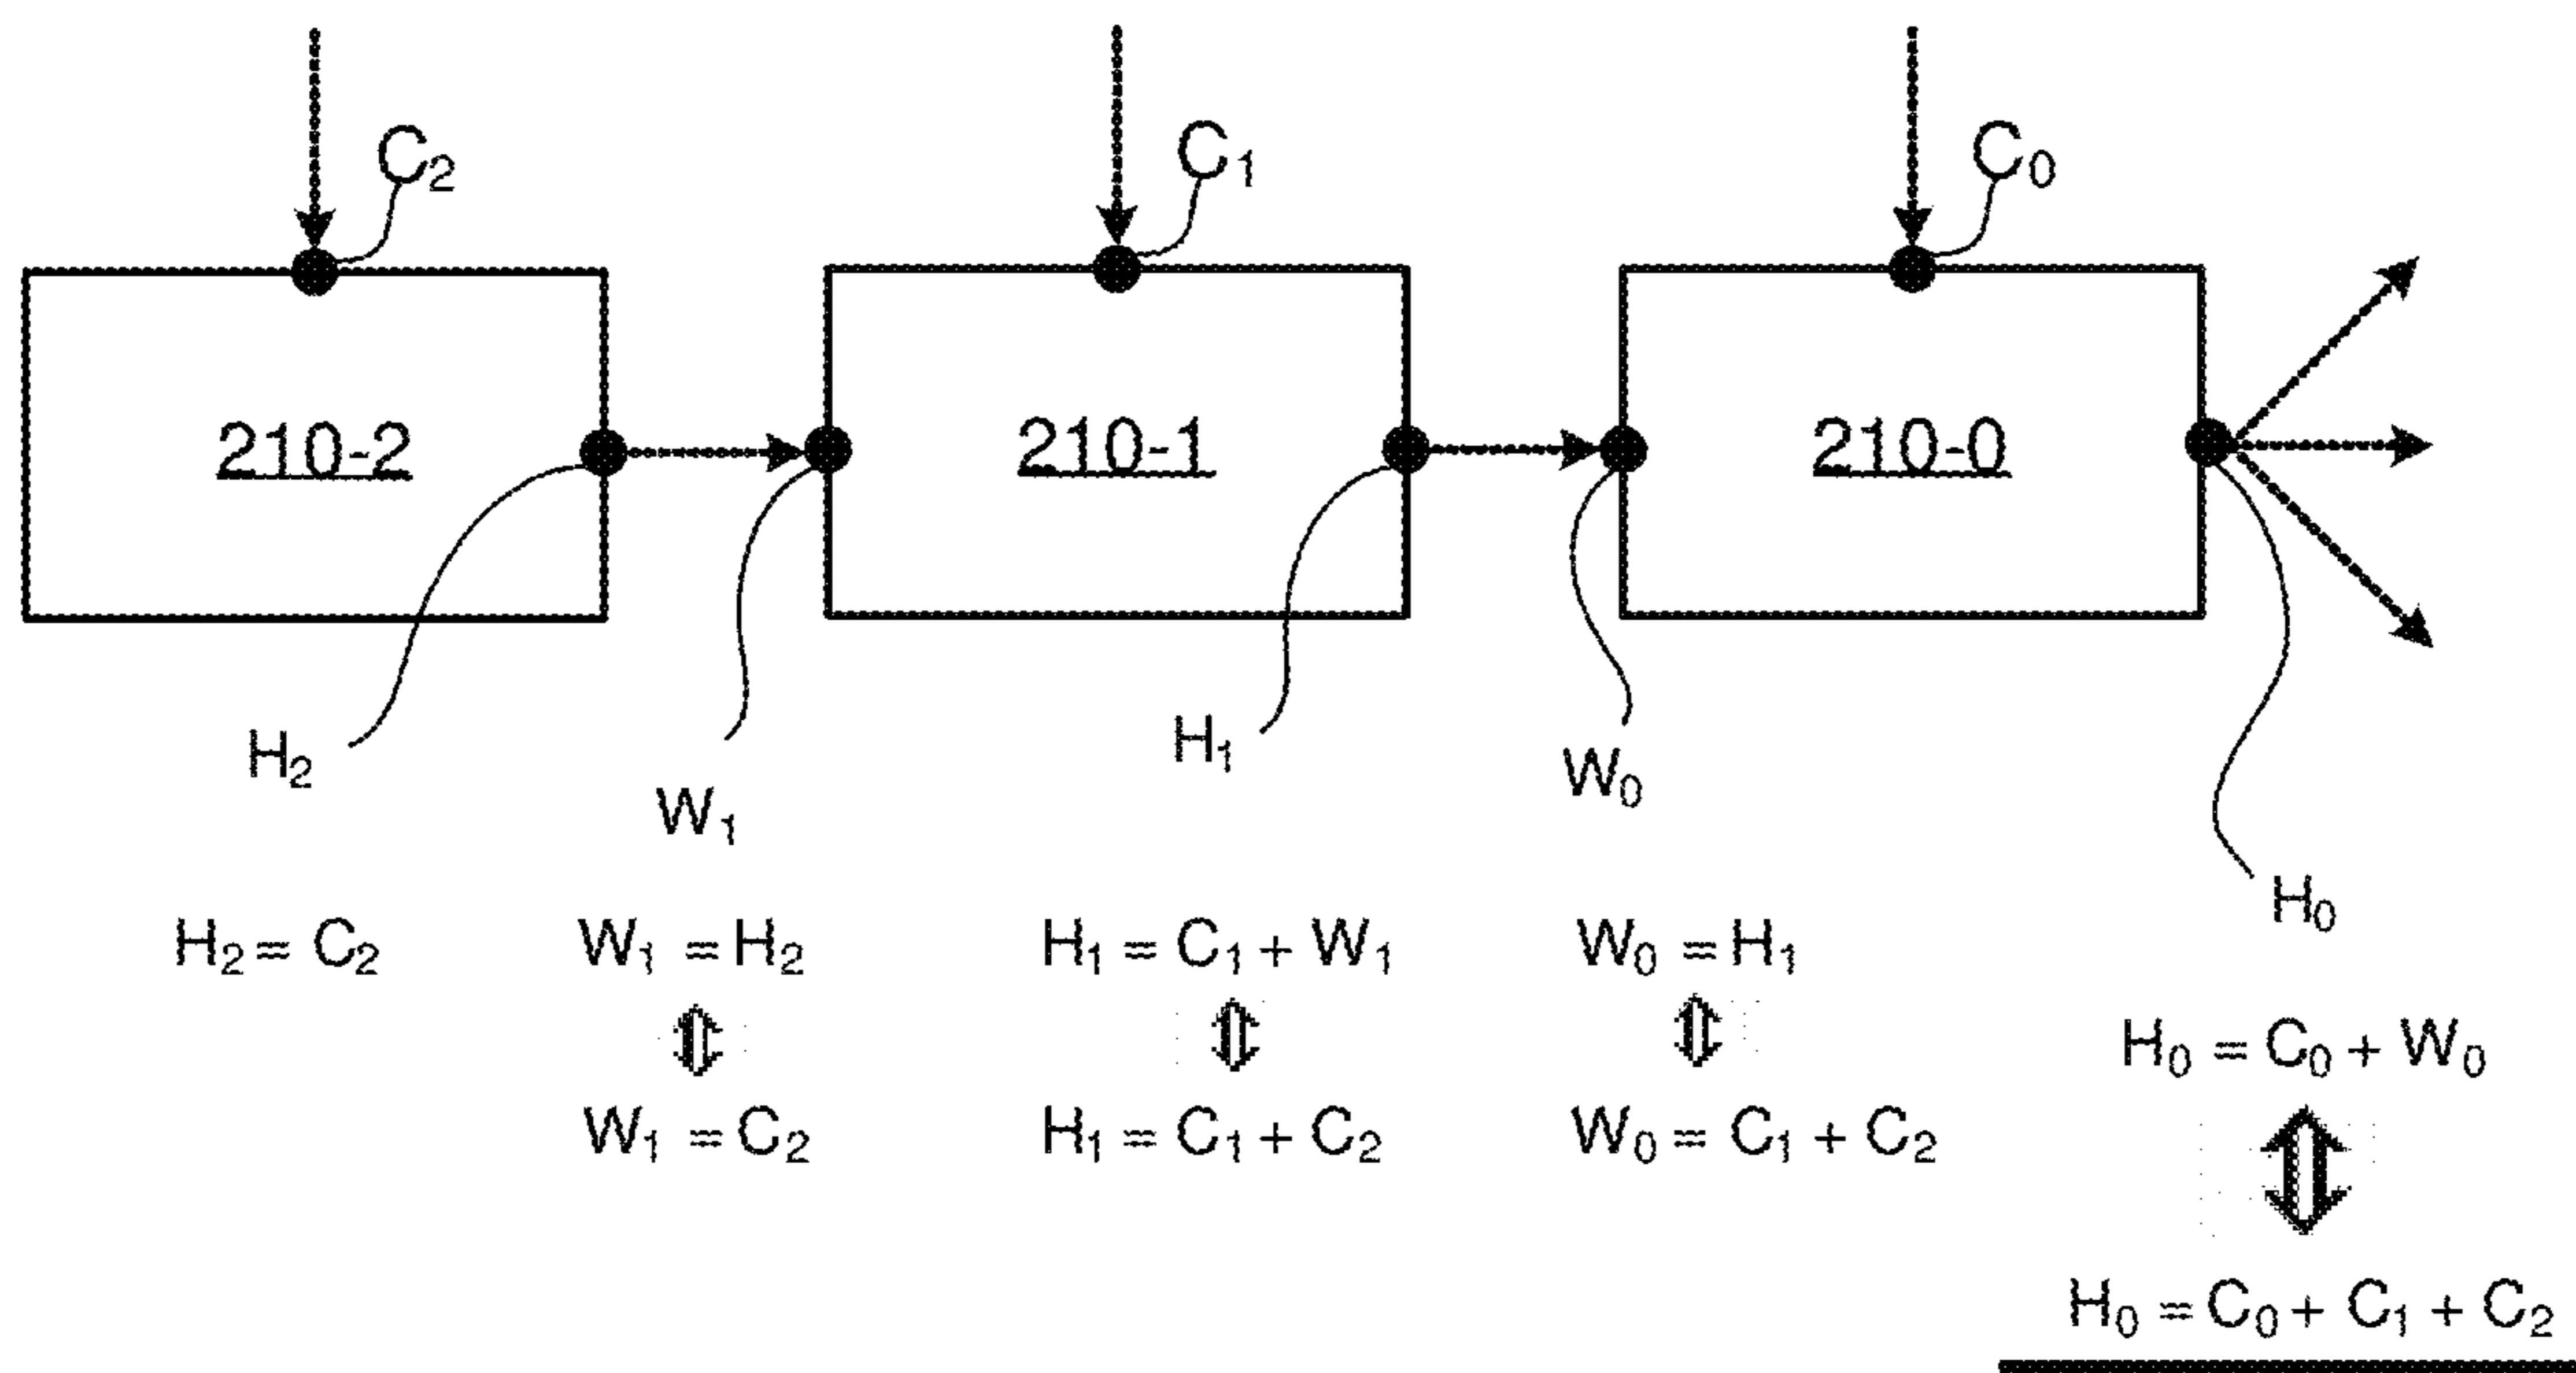 C₂
C₁
C₀
210-2
210-1
210-0
H₂
W₁
H₁
W₀
H₀
H₂ = C₂
W₁ = H₂
H₁ = C₁ + W₁
W₀ = H₁
W₁ = C₂
H₁ = C₁ + C₂
W₀ = C₁ + C₂
H₀ = C₀ + W₀
H₀ = C₀ + C₁ + C₂